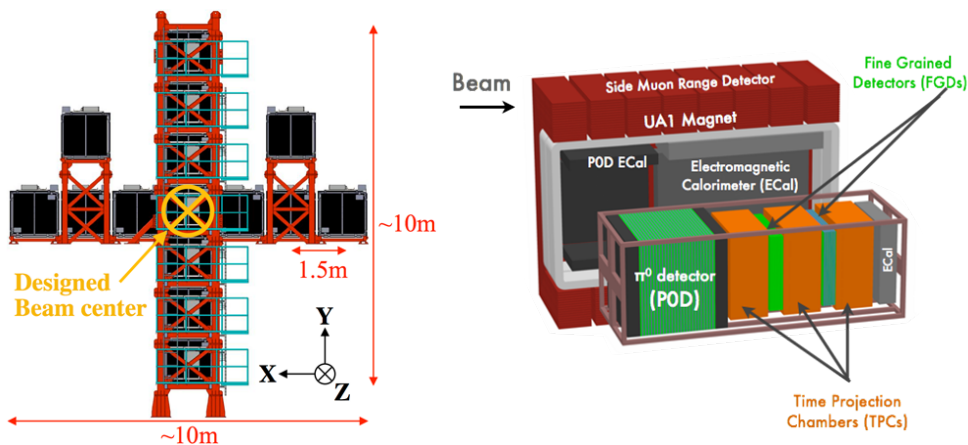 ~10m
1.5m
Designed
Beam center
Y
X
Z
~10m
Beam
Fine Grained
Detectors (FGDs)
Side Muon Range Detector
UA1 Magnet
P0D ECal
Electromagnetic
Calorimeter (ECal)
π⁰ detector
(P0D)
ECal
Time Projection
Chambers (TPCs)